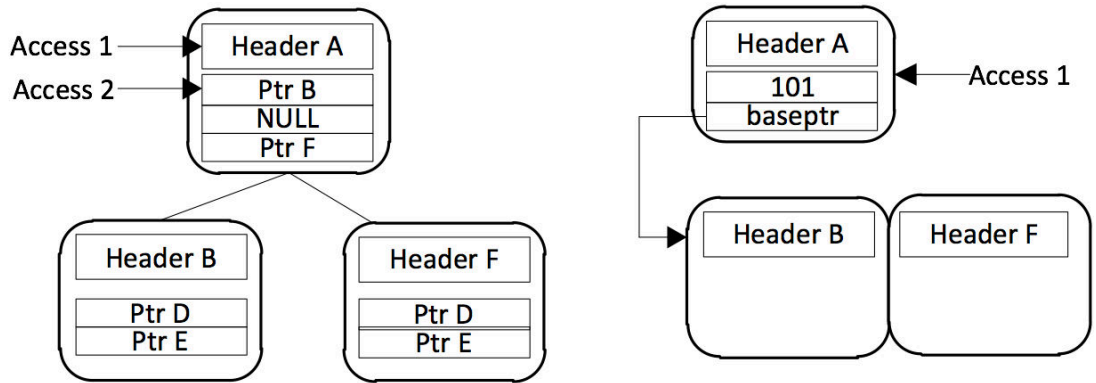 Access 1
Header A
Access 2
Ptr B
NULL
Ptr F
Header B
Ptr D
Ptr E
Header F
Ptr D
Ptr E
Header A
101
baseptr
Access 1
Header B
Header F